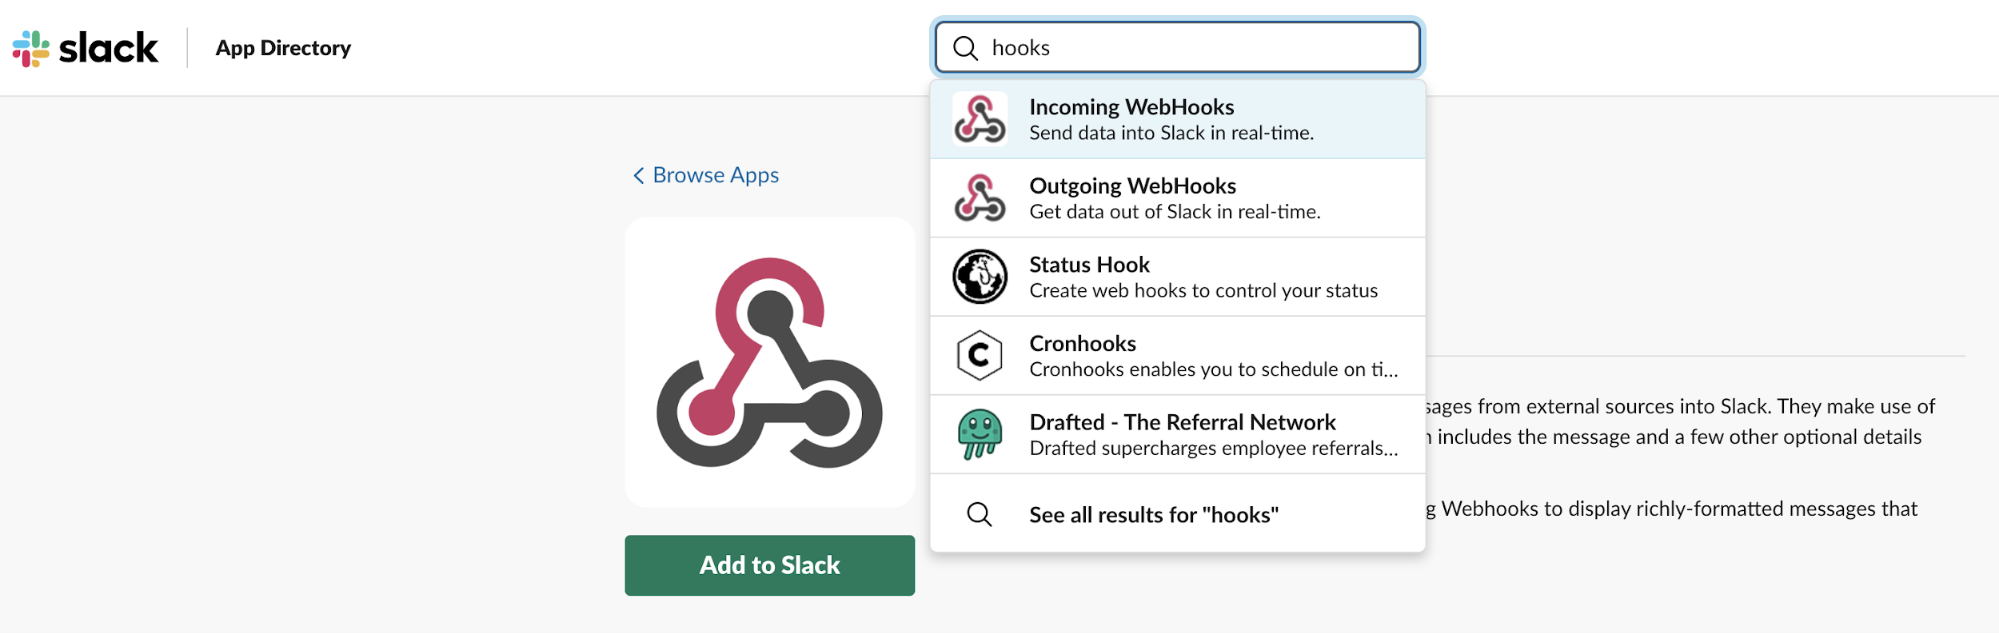 slack
App Directory
hooks
Incoming WebHooks
Send data into Slack in real-time.
Outgoing WebHooks
Get data out of Slack in real-time.
Status Hook
Create web hooks to control your status
Cronhooks
Cronhooks enables you to schedule on ti...
Drafted - The Referral Network
Drafted supercharges employee referrals...
See all results for "hooks"
Browse Apps
Add to Slack
from external sources into Slack. They make use of
includes the message and a few other optional details
Webhooks to display richly-formatted messages that